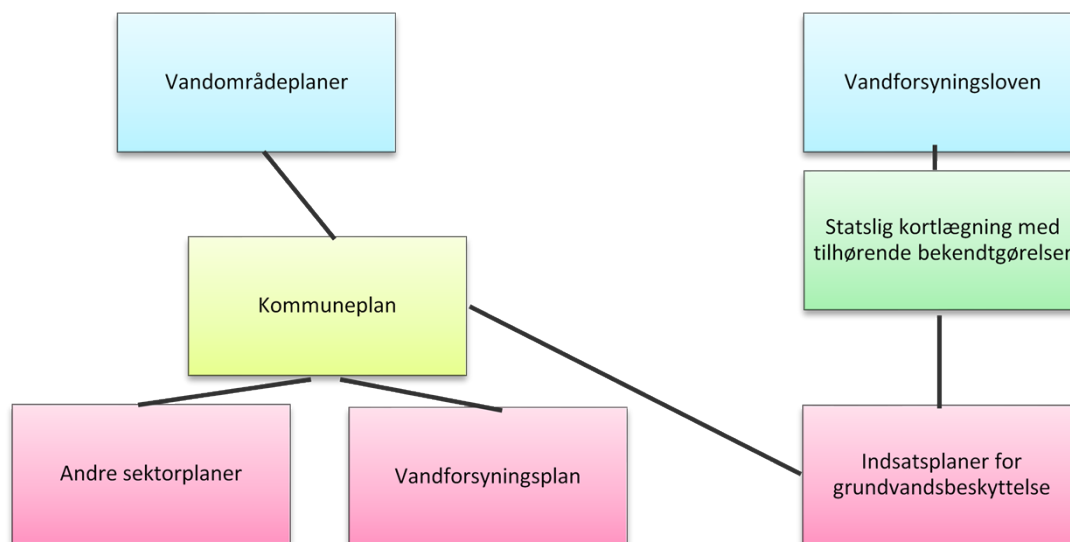 Vandområdeplaner
Vandforsyningsloven
Statslig kortlægning med
tilhørende bekendtgørelser
Kommuneplan
Andre sektorplaner
Vandforsyningsplan
Indsatsplaner for
grundvandsbeskyttelse